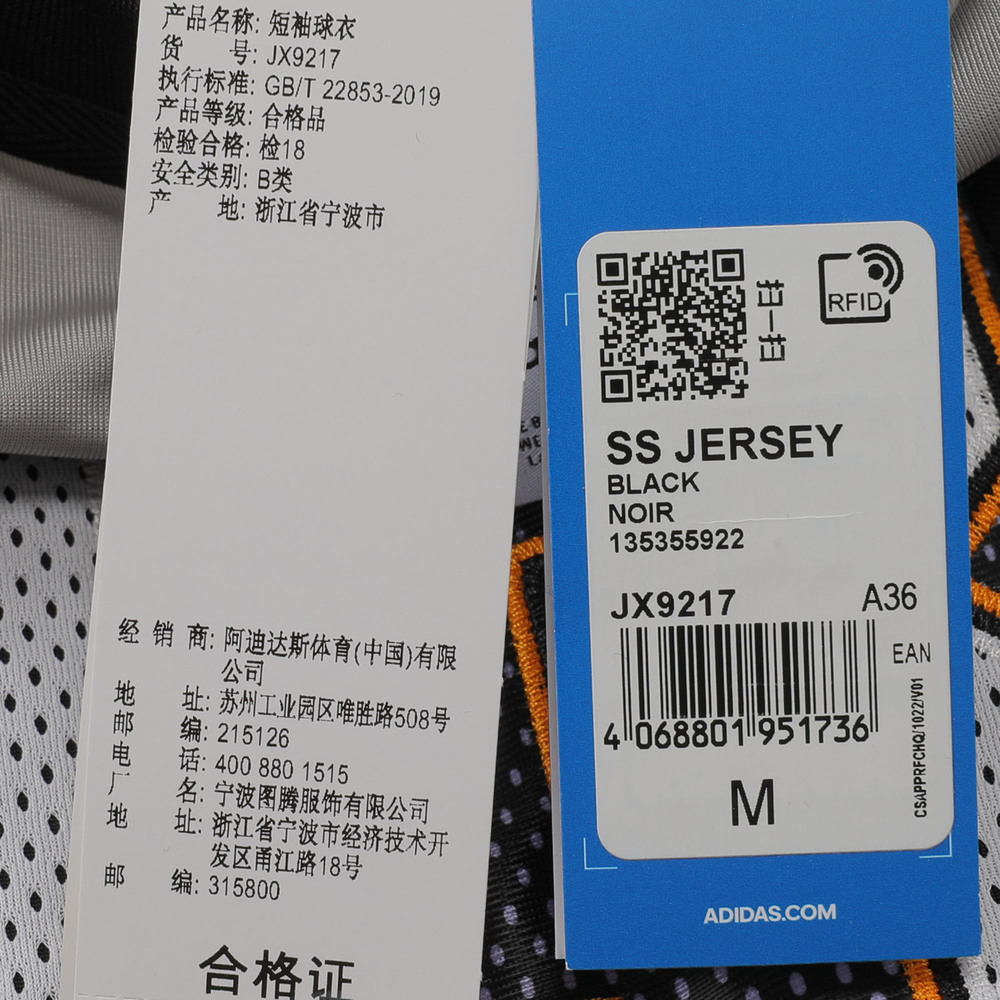 产品名称: 短袖球衣
货 号: JX9217
执行标准: GB/T 22853-2019
产品等级: 合格品
检验合格: 检18
安全类别: B类
产 地: 浙江省宁波市
经 销 商: 阿迪达斯体育(中国)有限
公司
地 址: 苏州工业园区唯胜路508号
邮 编: 215126
电 话: 400 880 1515
厂 名: 宁波图腾服饰有限公司
地 址: 浙江省宁波市经济技术开
发区甬江路18号
邮 编: 315800
合格证
扫一扫
RFID
SS JERSEY
BLACK
NOIR
135355922
JX9217
A36
EAN
4 068801 951736
CSAPPRFCHQ/1022/V01
M
ADIDAS.COM